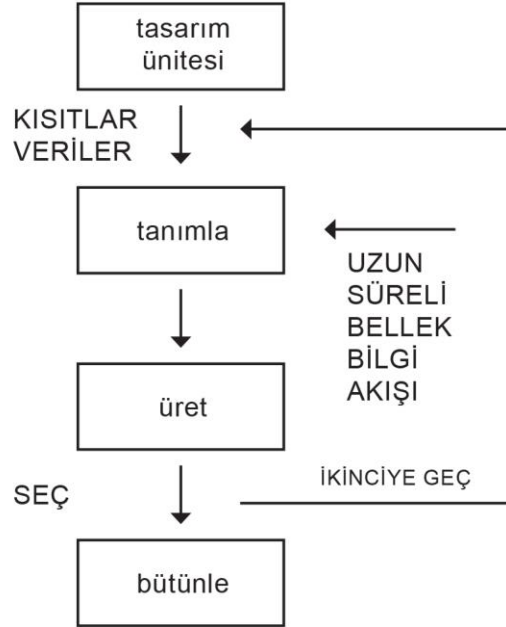 tasarım
ünitesi
KISITLAR
VERİLER
tanımla
UZUN
SÜRELİ
BELLEK
BİLGİ
AKIŞI
üret
SEÇ
İKİNCİYE GEÇ
bütünle